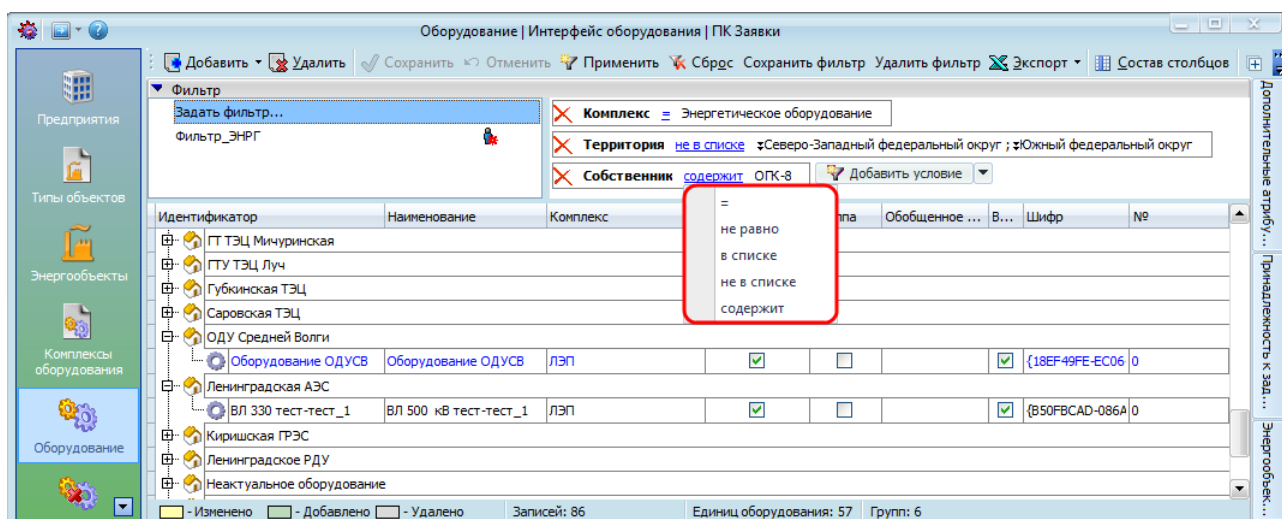 Оборудование | Интерфейс оборудования | ПК Заявки
Добавить Удалить Сохранить Отменить Применить Сброс Сохранить фильтр Удалить фильтр Экспорт Состав столбцов
Предприятия
Типы объектов
Энергообъекты
Комплексы
оборудования
Оборудование
Фильтр
Задать фильтр...
Фильтр_ЭНРГ
Комплекс = Энергетическое оборудование
Территория не в списке Северо-Западный федеральный округ ; Южный федеральный округ
Собственник содержит ОГК-8 Добавить условие
=
не равно
в списке
не в списке
содержит
Идентификатор Наименование Комплекс ппа Обобщенное ... В... Шифр №
ГТ ТЭЦ Мичуринская
ГТУ ТЭЦ Луч
Губкинская ТЭЦ
Саровская ТЭЦ
ОДУ Средней Волги
Оборудование ОДУСВ Оборудование ОДУСВ ЛЭП {18EF49FE-EC06 0
Ленинградская АЭС
ВЛ 330 тест-тест_1 ВЛ 500 кВ тест-тест_1 ЛЭП {B50FBCAD-086A 0
Киришская ГРЭС
Ленинградское РДУ
Неактуальное оборудование
- Изменено - Добавлено - Удалено Записей: 86 Единиц оборудования: 57 Групп: 6
Дополнительные атрибу...
Принадлежность к зад...
Энергообъек...